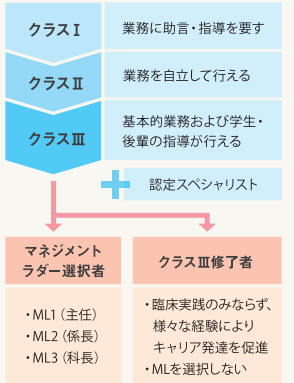 クラスⅠ
業務に助言・指導を要す
クラスⅡ
業務を自立して行える
クラスⅢ
基本的業務および学生・
後輩の指導が行える
認定スペシャリスト
マネジメント
ラダー選択者
・ML1（主任）
・ML2（係長）
・ML3（科長）
クラスⅢ修了者
・臨床実践のみならず、
様々な経験により
キャリア発達を促進
・MLを選択しない